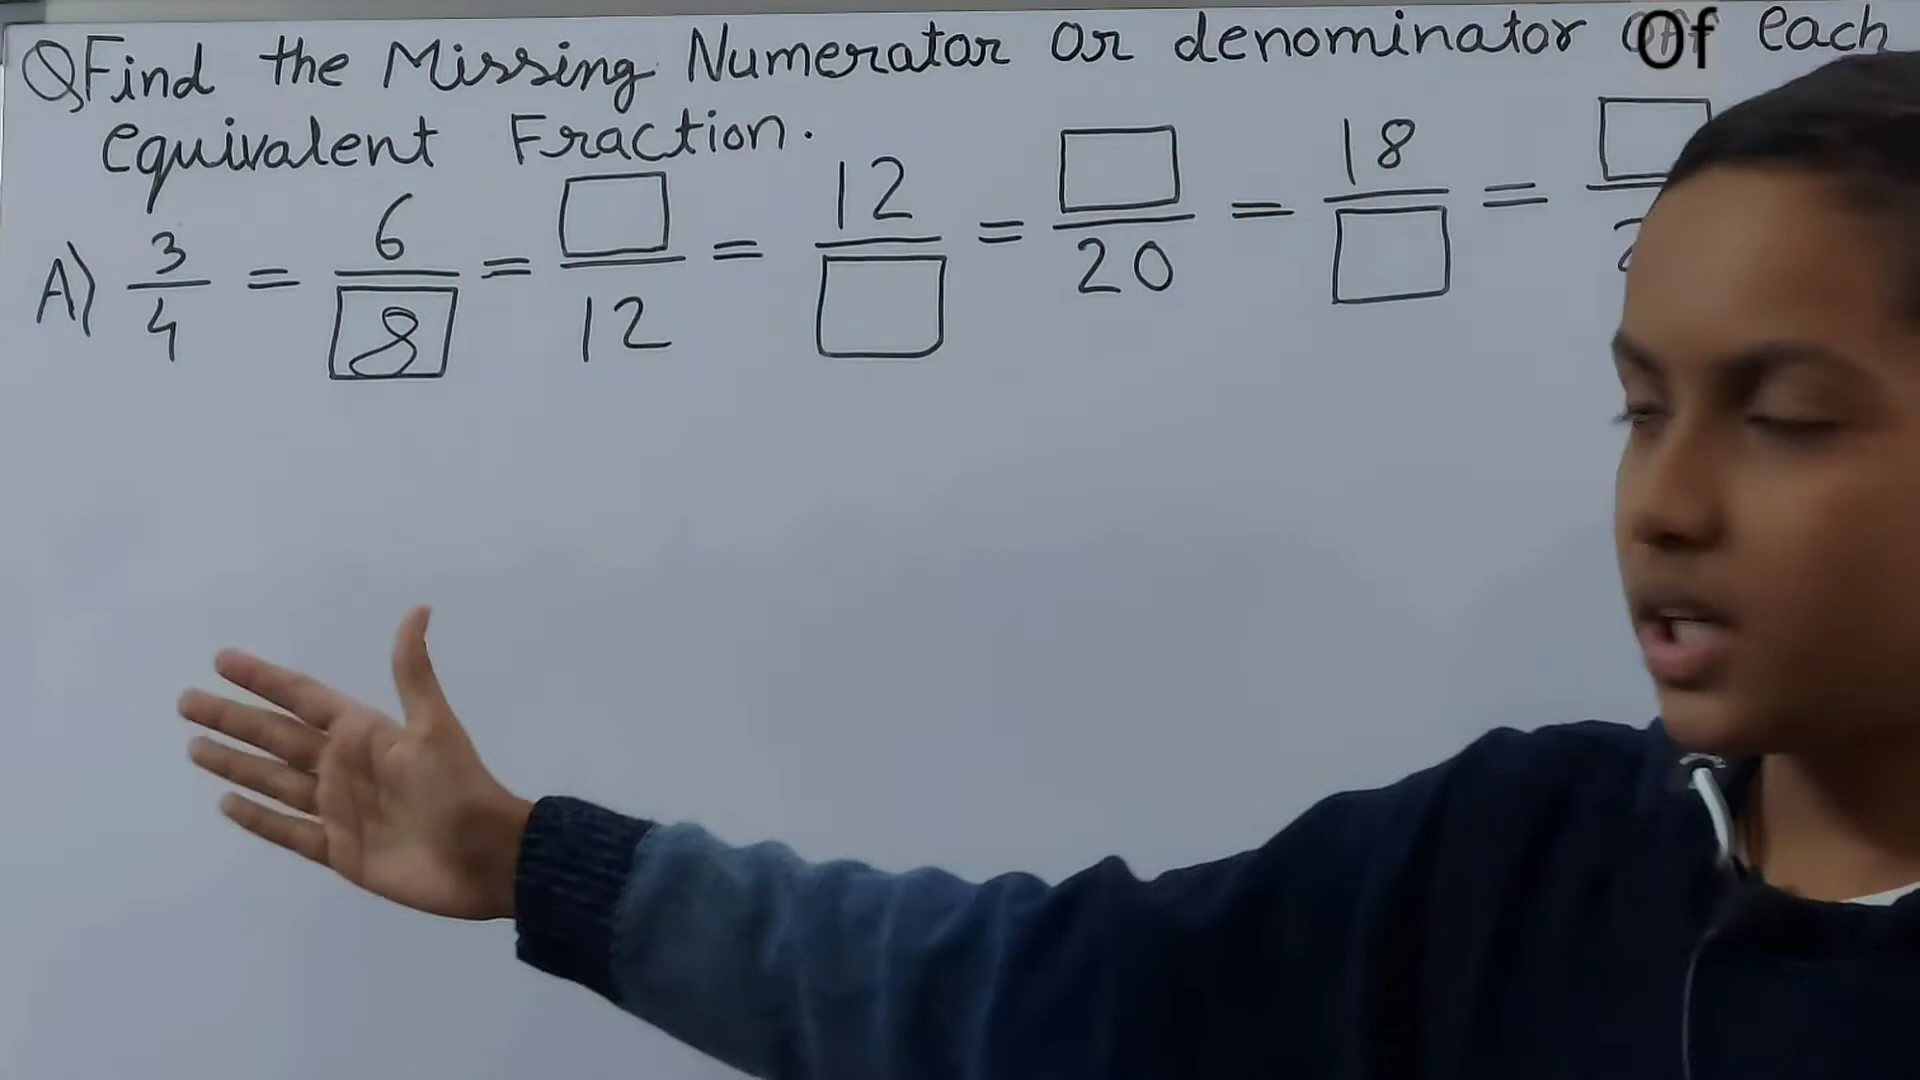 Q Find the Missing Numerator or denominator Of each
equivalent Fraction.
A) 3/4 = 6/8 = □/12 = 12/□ = □/20 = 18/□ = □/